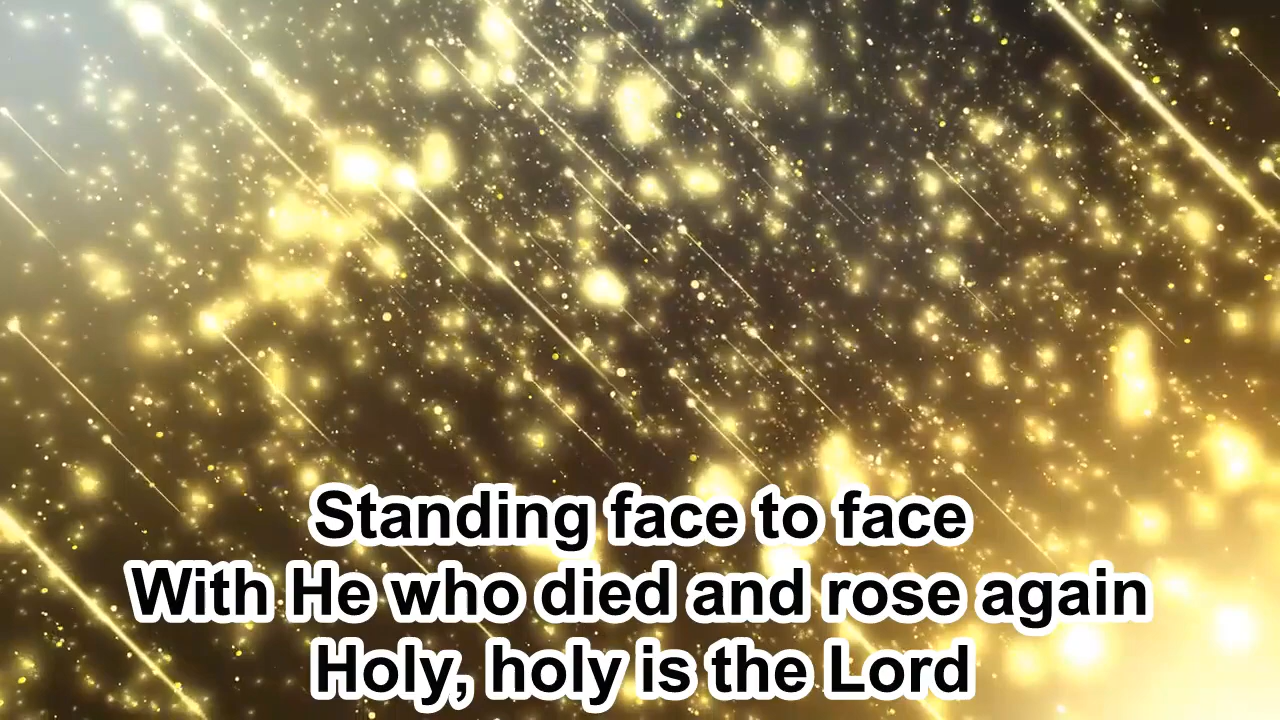 Standing face to face
With He who died and rose again
Holy, holy is the Lord